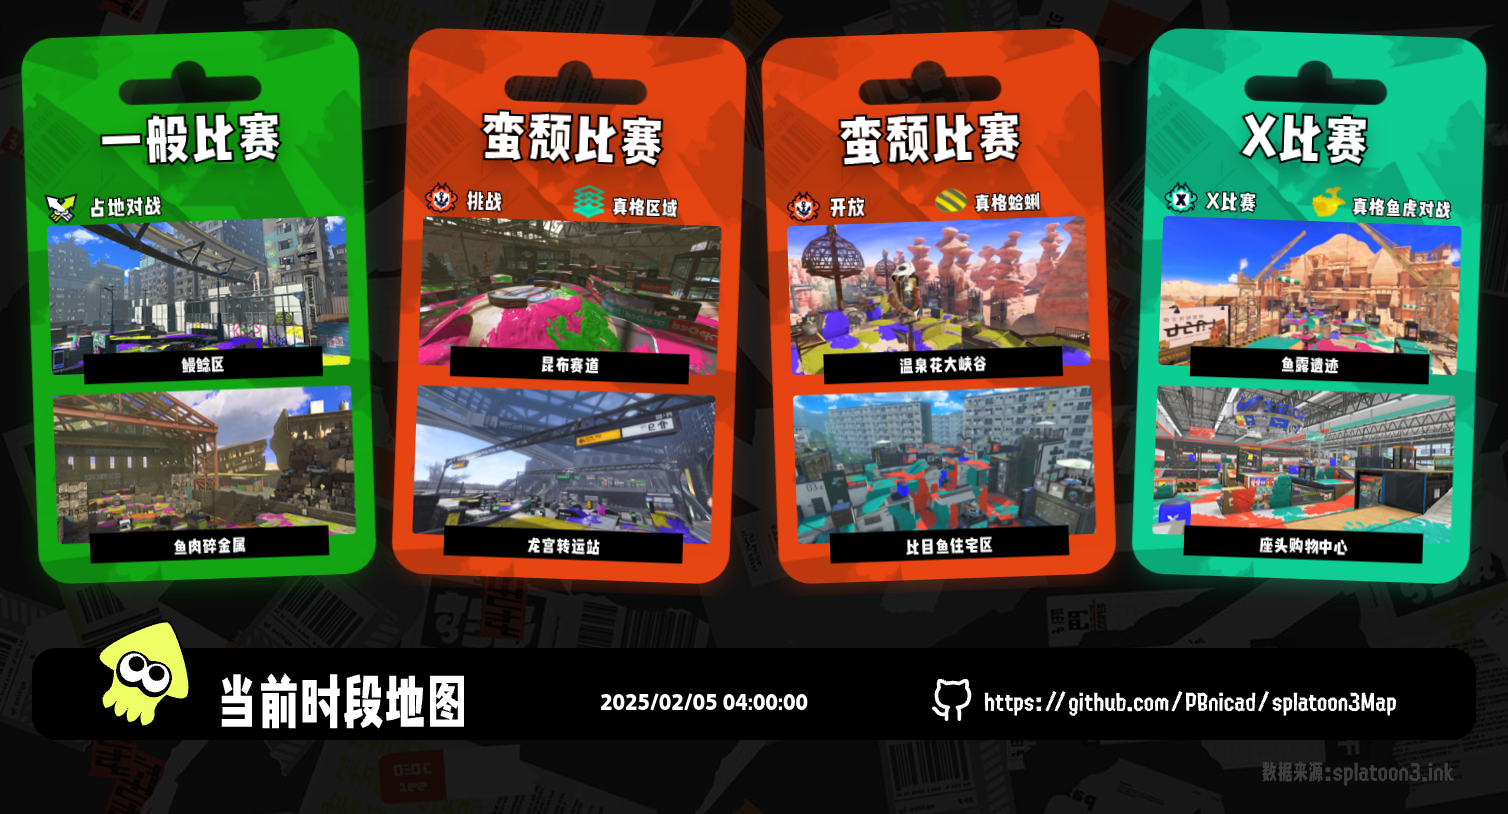 一般比赛
占地对战
鳗鲶区
鱼肉碎金属
蛮颓比赛
挑战
真格区域
昆布赛道
龙宫转运站
蛮颓比赛
开放
真格蛤蜊
温泉花大峡谷
比目鱼住宅区
X比赛
X比赛
真格鱼虎对战
鱼露遗迹
座头购物中心
当前时段地图
2025/02/05 04:00:00
https://github.com/PBnicad/splatoon3Map
数据来源:splatoon3.ink